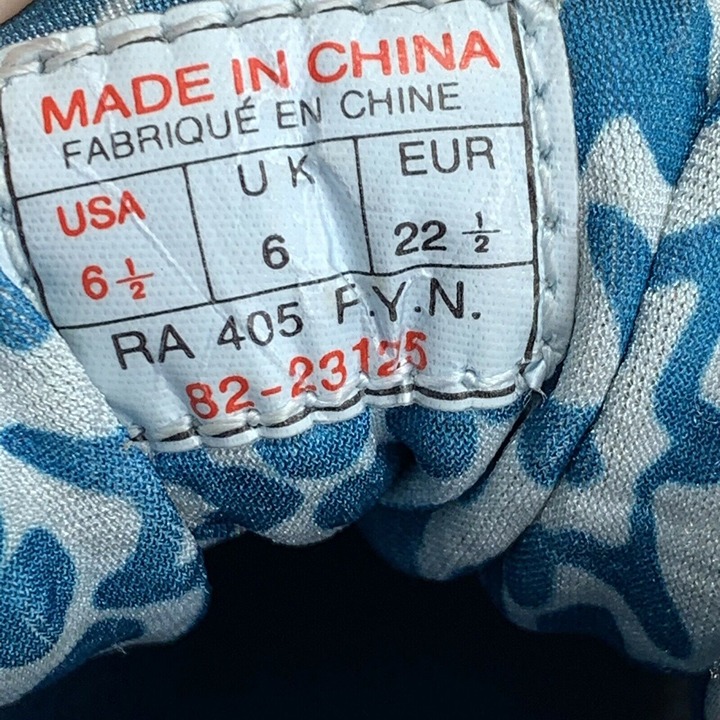 MADE IN CHINA
FABRIQUÉ EN CHINE
USA UK EUR
6 ½ 6 22 ½
RA 405 P.Y.N.
82-23125